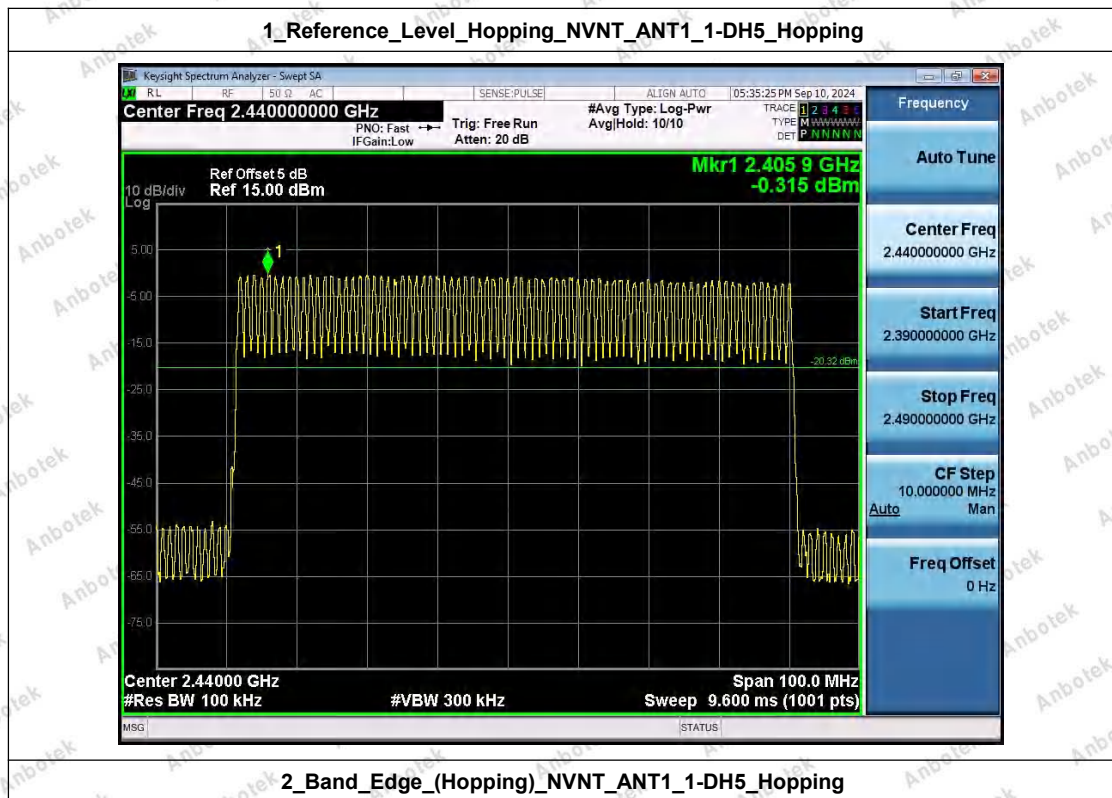 1_Reference_Level_Hopping_NVNT_ANT1_1-DH5_Hopping
Keysight Spectrum Analyzer - Swept SA
RL RF 50 Ω AC SENSE:PULSE ALIGN AUTO 05:35:25 PM Sep 10, 2024
Center Freq 2.440000000 GHz
PNO: Fast
IFGain:Low
Trig: Free Run
Atten: 20 dB
#Avg Type: Log-Pwr
Avg|Hold: 10/10
TRACE 1 2 3 4 5 6
TYPE M WWWWW
DET P N N N N N
Frequency
Mkr1 2.405 9 GHz
-0.315 dBm
Ref Offset 5 dB
10 dB/div Ref 15.00 dBm
Log
1
5.00
-5.00
-15.0
-20.32 dBm
-25.0
-35.0
-45.0
-55.0
-65.0
-75.0
Center 2.44000 GHz Span 100.0 MHz
#Res BW 100 kHz #VBW 300 kHz Sweep 9.600 ms (1001 pts)
MSG STATUS
Auto Tune
Center Freq
2.440000000 GHz
Start Freq
2.390000000 GHz
Stop Freq
2.490000000 GHz
CF Step
10.000000 MHz
Auto Man
Freq Offset
0 Hz
2_Band_Edge_(Hopping)_NVNT_ANT1_1-DH5_Hopping
Anbotek